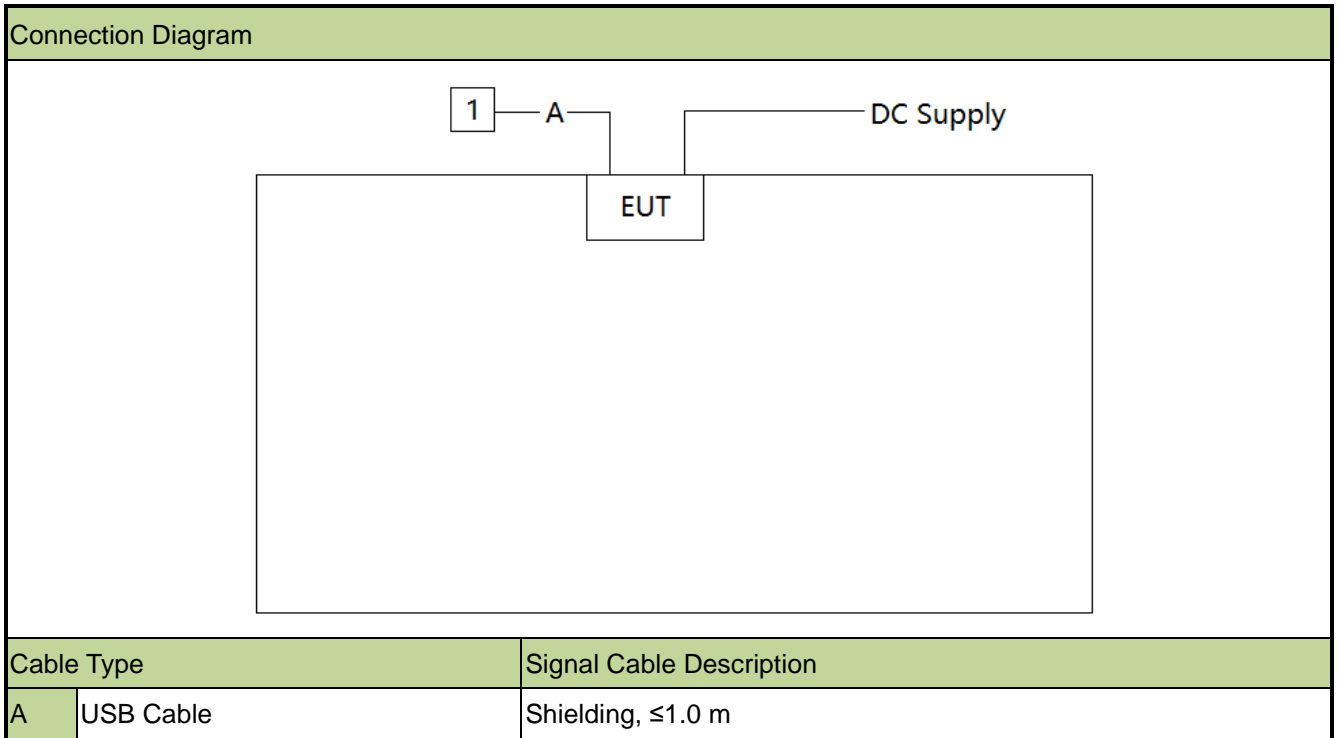 Connection Diagram
1 A DC Supply
EUT
Cable Type Signal Cable Description
A USB Cable Shielding, ≤1.0 m